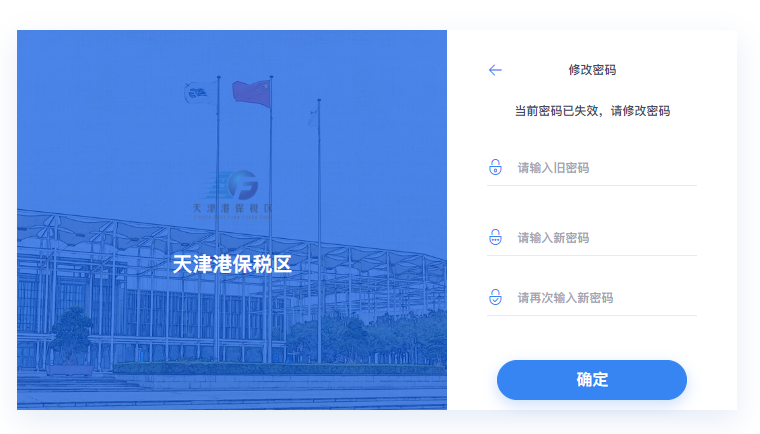 天津港保税区
天津港保税区
修改密码
当前密码已失效，请修改密码
请输入旧密码
请输入新密码
请再次输入新密码
确定